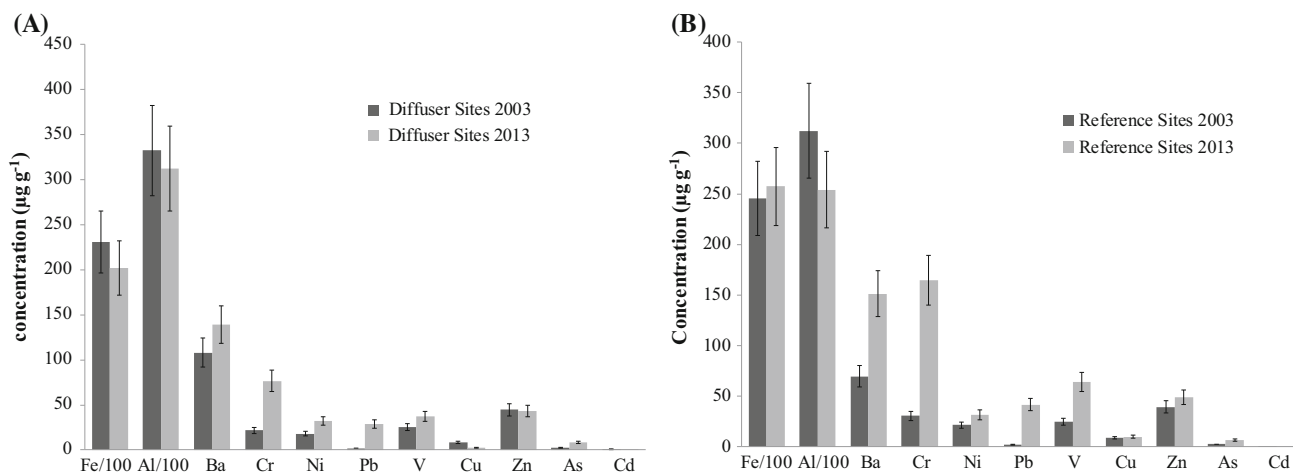 (A)
450
400
350
300
250
200
150
100
50
0
concentration (µg g-1)
Diffuser Sites 2003
Diffuser Sites 2013
Fe/100 Al/100 Ba Cr Ni Pb V Cu Zn As Cd
(B)
400
350
300
250
200
150
100
50
0
Concentration (µg g-1)
Reference Sites 2003
Reference Sites 2013
Fe/100 Al/100 Ba Cr Ni Pb V Cu Zn As Cd